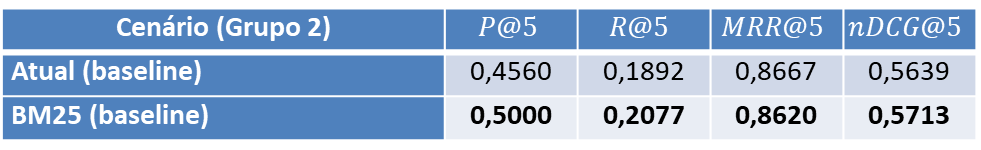 Cenário (Grupo 2) P@5 R@5 MRR@5 nDCG@5
Atual (baseline) 0,4560 0,1892 0,8667 0,5639
BM25 (baseline) 0,5000 0,2077 0,8620 0,5713